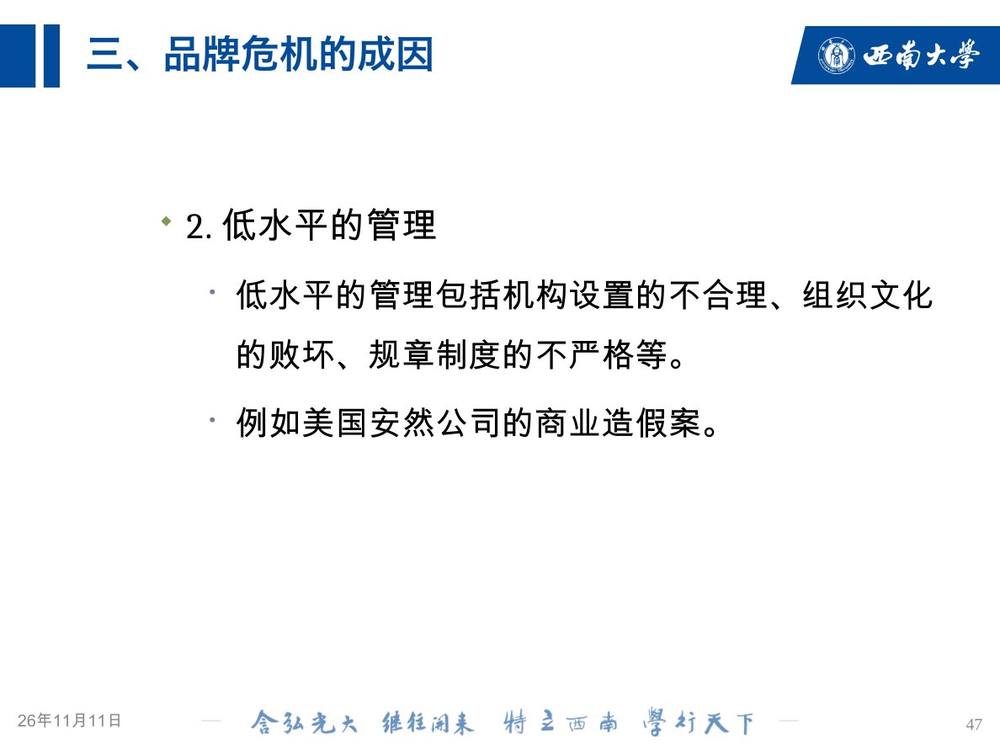 三、品牌危机的成因
西南大学
2. 低水平的管理
低水平的管理包括机构设置的不合理、组织文化
的败坏、规章制度的不严格等。
例如美国安然公司的商业造假案。
26年11月11日
含弘光大 继往开来 特立西南 學行天下
47